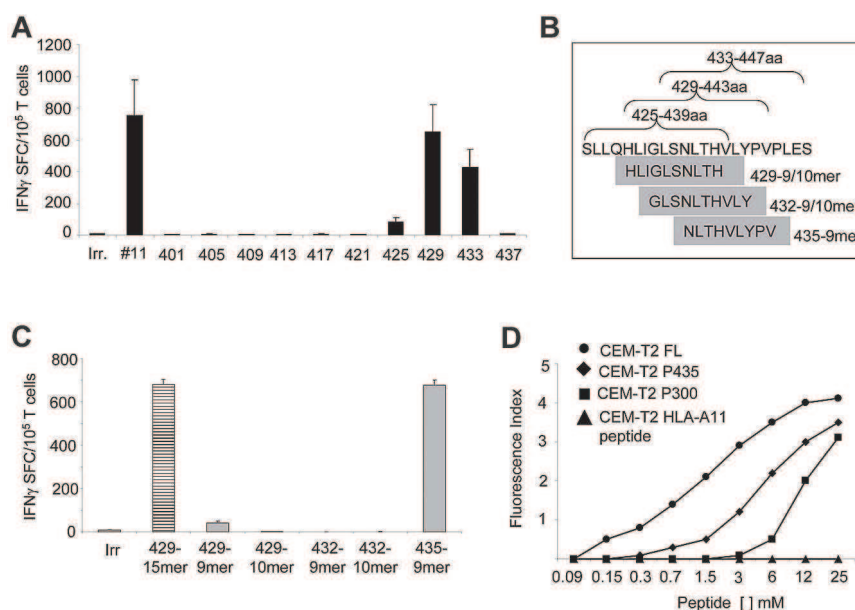 A
IFNγ SFC/10⁵ T cells
1200
1000
800
600
400
200
0
Irr. #11 401 405 409 413 417 421 425 429 433 437
B
433-447aa
429-443aa
425-439aa
SLLQHLIGLSNLTHVLYPVPLES
HLIGLSNLTH 429-9/10mer
GLSNLTHVLY 432-9/10me
NLTHVLYPV 435-9me
C
IFNγ SFC/10⁵ T cells
800
600
400
200
0
Irr 429- 429- 429- 432- 432- 435-
15mer 9mer 10mer 9mer 10mer 9mer
D
CEM-T2 FL
CEM-T2 P435
CEM-T2 P300
CEM-T2 HLA-A11
peptide
Fluorescence Index
5
4
3
2
1
0.09 0.15 0.3 0.7 1.5 3 6 12 25
Peptide [ ] mM